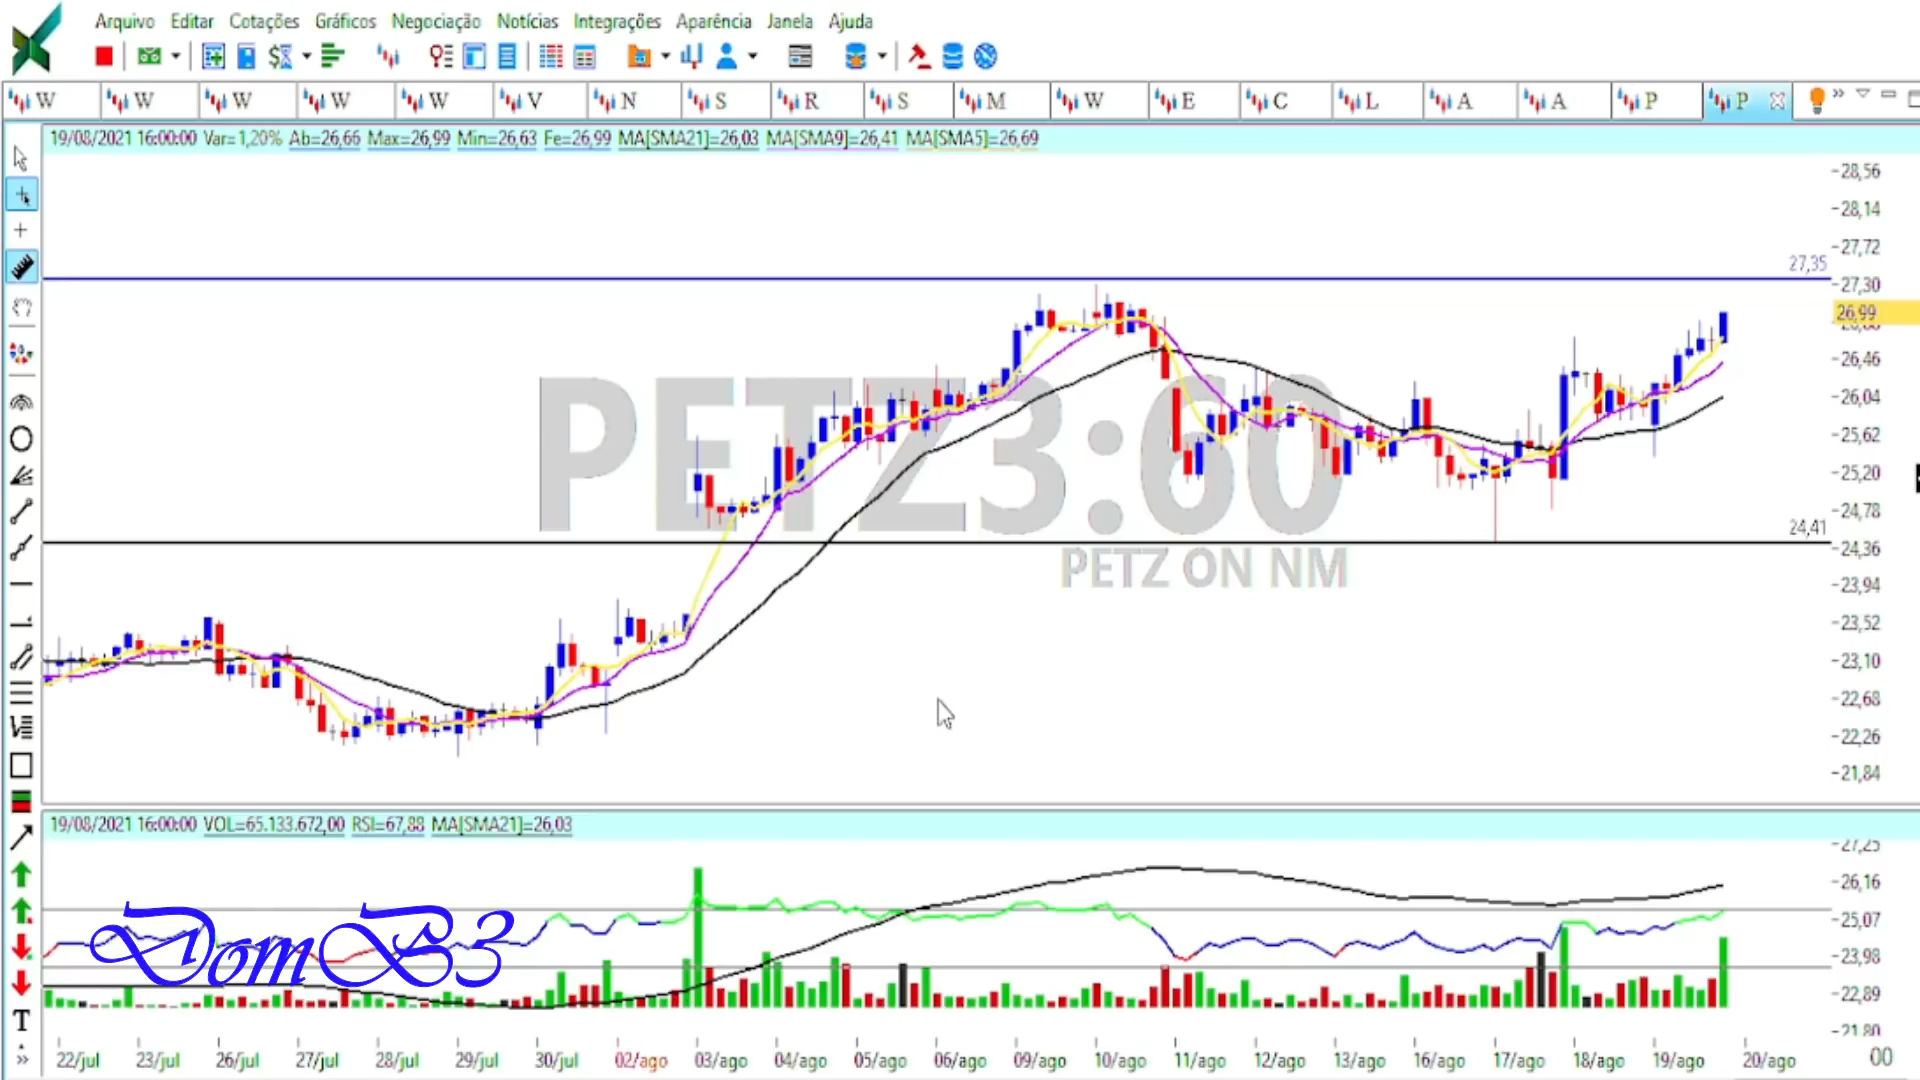 Arquivo Editar Cotações Gráficos Negociação Notícias Integrações Aparência Janela Ajuda
W W W W W V N S R S M W E C L A A P P
19/08/2021 16:00:00 Var=1,20% Ab=26,66 Max=26,99 Min=26,63 Fe=26,99 MA[SMA21]=26,03 MA[SMA9]=26,41 MA[SMA5]=26,69
28,56
28,14
27,72
27,35
27,30
26,99
26,46
26,04
25,62
25,20
24,78
24,41
24,36
23,94
23,52
23,10
22,68
22,26
21,84
PETZ3:60
PETZ ON NM
19/08/2021 16:00:00 VOL=65.133.672,00 RSI=67,88 MA[SMA21]=26,03
27,25
26,16
25,07
23,98
22,89
21,80
DomB3
T
22/jul 23/jul 26/jul 27/jul 28/jul 29/jul 30/jul 02/ago 03/ago 04/ago 05/ago 06/ago 09/ago 10/ago 11/ago 12/ago 13/ago 16/ago 17/ago 18/ago 19/ago 20/ago 00